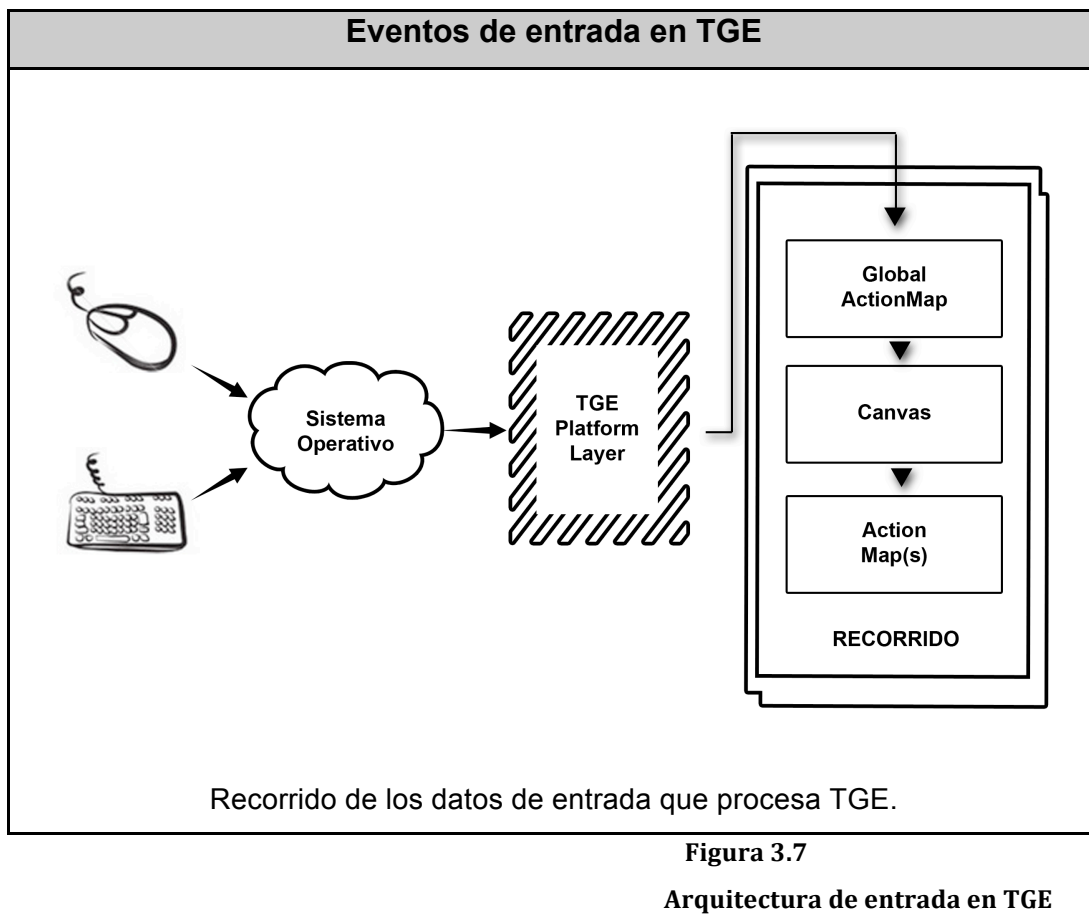 Eventos de entrada en TGE
Sistema
Operativo
TGE
Platform
Layer
Global
ActionMap
Canvas
Action
Map(s)
RECORRIDO
Recorrido de los datos de entrada que procesa TGE.
Figura 3.7
Arquitectura de entrada en TGE